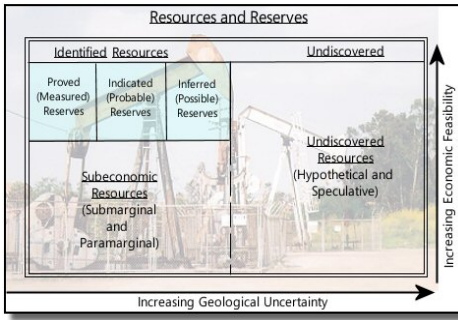 Resources and Reserves
Identified Resources
Undiscovered
Proved
(Measured)
Reserves
Indicated
(Probable)
Reserves
Inferred
(Possible)
Reserves
Undiscovered
Resources
(Hypothetical and
Speculative)
Subeconomic
Resources
(Submarginal
and
Paramarginal)
Increasing Economic Feasibility
Increasing Geological Uncertainty